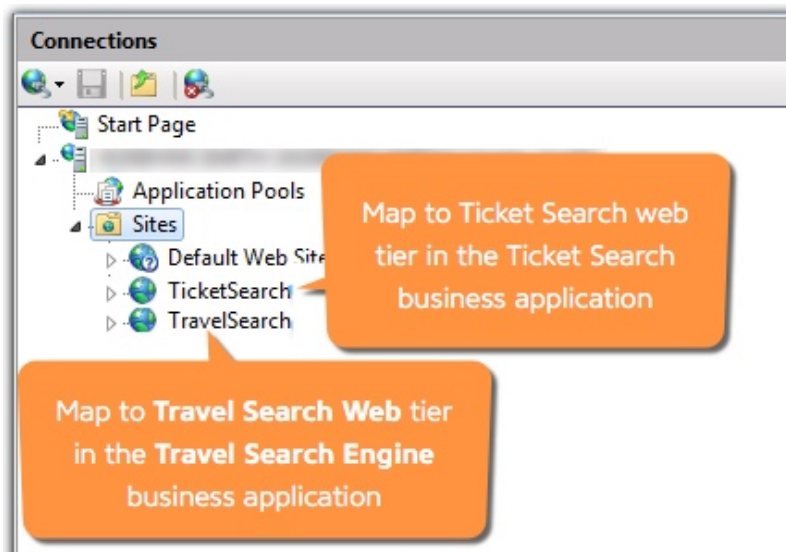 Connections
Start Page
Application Pools
Sites
Default Web Site
TicketSearch
TravelSearch
Map to Ticket Search web
tier in the Ticket Search
business application
Map to Travel Search Web tier
in the Travel Search Engine
business application